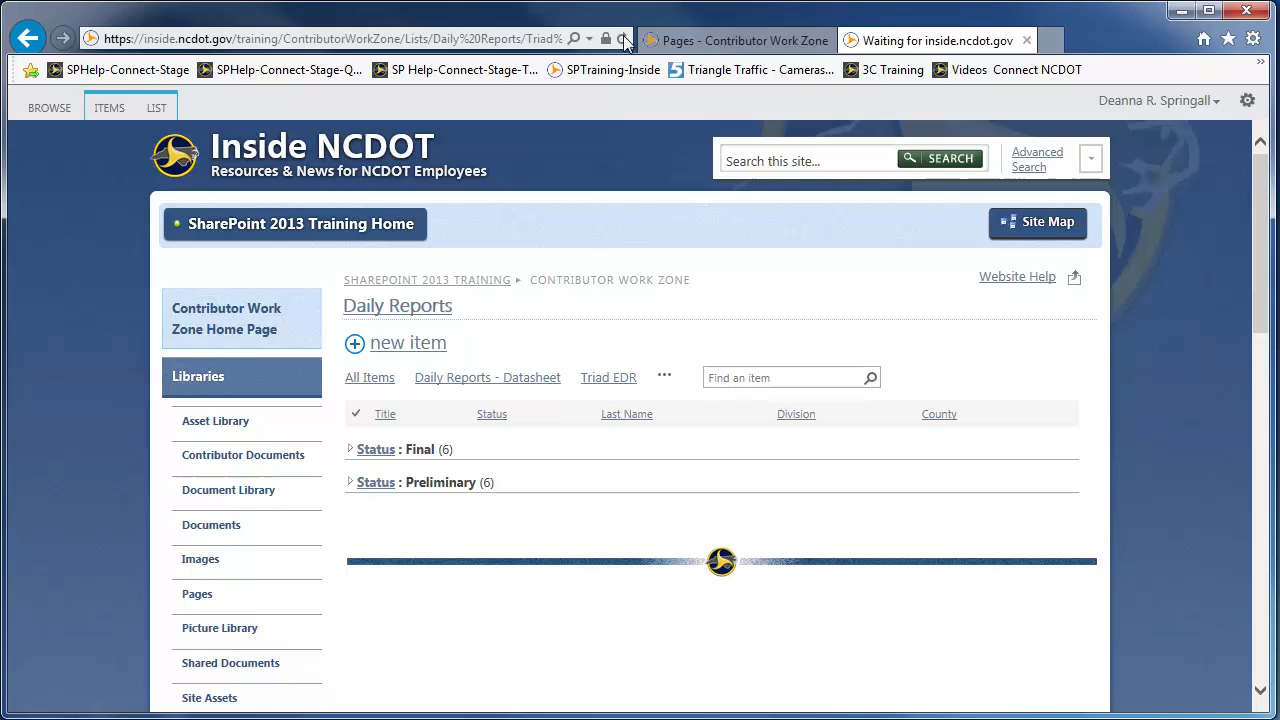 https://inside.ncdot.gov/training/ContributorWorkZone/Lists/Daily%20Reports/Triad%
Pages - Contributor Work Zone
Waiting for inside.ncdot.gov
SPHelp-Connect-Stage
SPHelp-Connect-Stage-Q...
SP Help-Connect-Stage-T...
SPTraining-Inside
Triangle Traffic - Cameras...
3C Training
Videos Connect NCDOT
BROWSE
ITEMS
LIST
Deanna R. Springall
Inside NCDOT
Resources & News for NCDOT Employees
Search this site...
SEARCH
Advanced
Search
SharePoint 2013 Training Home
Site Map
SHAREPOINT 2013 TRAINING
CONTRIBUTOR WORK ZONE
Website Help
Daily Reports
new item
All Items
Daily Reports - Datasheet
Triad EDR
...
Find an item
Title
Status
Last Name
Division
County
Status : Final (6)
Status : Preliminary (6)
Contributor Work
Zone Home Page
Libraries
Asset Library
Contributor Documents
Document Library
Documents
Images
Pages
Picture Library
Shared Documents
Site Assets